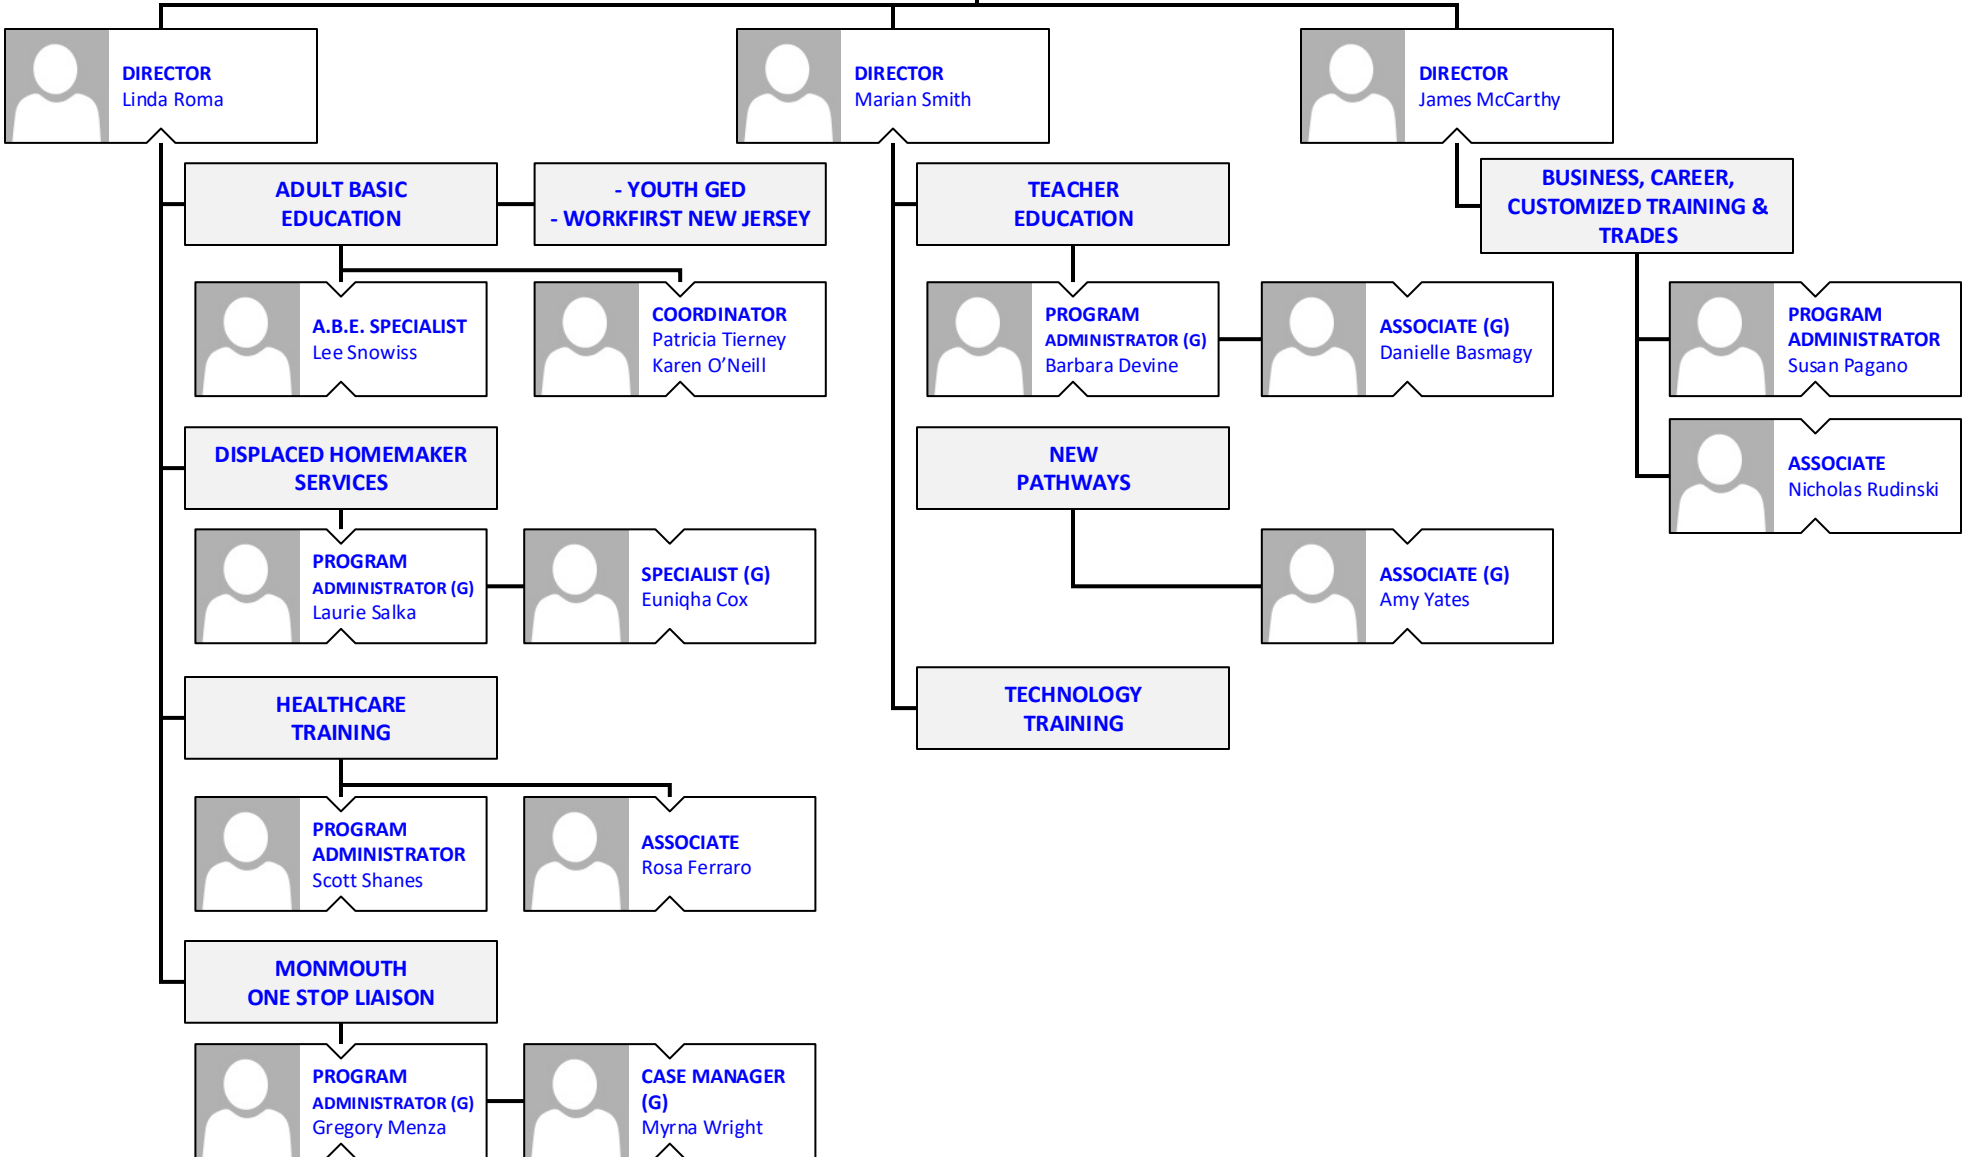 DIRECTOR
Linda Roma
DIRECTOR
Marian Smith
DIRECTOR
James McCarthy
ADULT BASIC
EDUCATION
- YOUTH GED
- WORKFIRST NEW JERSEY
TEACHER
EDUCATION
BUSINESS, CAREER,
CUSTOMIZED TRAINING &
TRADES
A.B.E. SPECIALIST
Lee Snowiss
COORDINATOR
Patricia Tierney
Karen O’Neill
PROGRAM
ADMINISTRATOR (G)
Barbara Devine
ASSOCIATE (G)
Danielle Basmagy
PROGRAM
ADMINISTRATOR
Susan Pagano
DISPLACED HOMEMAKER
SERVICES
NEW
PATHWAYS
ASSOCIATE
Nicholas Rudinski
PROGRAM
ADMINISTRATOR (G)
Laurie Salka
SPECIALIST (G)
Euniqha Cox
ASSOCIATE (G)
Amy Yates
HEALTHCARE
TRAINING
TECHNOLOGY
TRAINING
PROGRAM
ADMINISTRATOR
Scott Shanes
ASSOCIATE
Rosa Ferraro
MONMOUTH
ONE STOP LIAISON
PROGRAM
ADMINISTRATOR (G)
Gregory Menza
CASE MANAGER
(G)
Myrna Wright